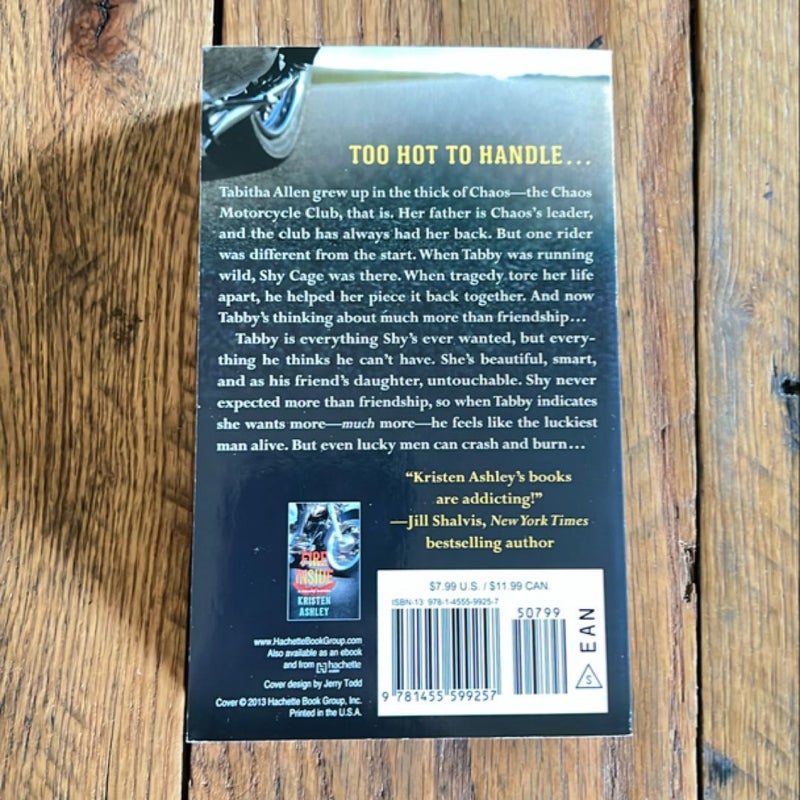 TOO HOT TO HANDLE...
Tabitha Allen grew up in the thick of Chaos—the Chaos
Motorcycle Club, that is. Her father is Chaos's leader,
and the club has always had her back. But one rider
was different from the start. When Tabby was running
wild, Shy Cage was there. When tragedy tore her life
apart, he helped her piece it back together. And now
Tabby's thinking about much more than friendship...
Tabby is everything Shy's ever wanted, but every-
thing he thinks he can't have. She's beautiful, smart,
and as his friend's daughter, untouchable. Shy never
expected more than friendship, so when Tabby indicates
she wants more—much more—he feels like the luckiest
man alive. But even lucky men can crash and burn...
“Kristen Ashley's books
are addicting!”
—Jill Shalvis, New York Times
bestselling author
FIRE
INSIDE
KRISTEN
ASHLEY
www.HachetteBookGroup.com
Also available as an ebook
and from hachette
Cover design by Jerry Todd
Cover © 2013 Hachette Book Group, Inc.
Printed in the U.S.A.
$7.99 U.S. / $11.99 CAN.
ISBN-13 978-1-4555-9925-7
50799
9 781455 599257
EAN
S